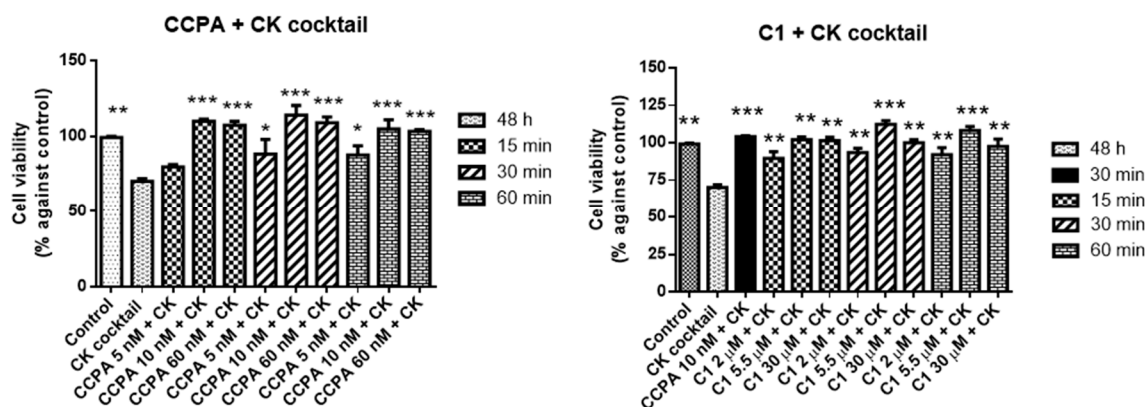 CCPA + CK cocktail
Cell viability
(% against control)
150
100
50
0
**
***
***
*
***
***
*
***
***
48 h
15 min
30 min
60 min
Control
CK cocktail
CCPA 5 nM + CK
CCPA 10 nM + CK
CCPA 60 nM + CK
CCPA 5 nM + CK
CCPA 10 nM + CK
CCPA 60 nM + CK
CCPA 5 nM + CK
CCPA 10 nM + CK
CCPA 60 nM + CK
C1 + CK cocktail
Cell viability
(% against control)
150
125
100
75
50
25
0
**
***
**
**
**
**
***
**
**
***
**
48 h
30 min
15 min
30 min
60 min
Control
CK cocktail
CCPA 10 nM + CK
C1 2 μM + CK
C1 5.5 μM + CK
C1 30 μM + CK
C1 2 μM + CK
C1 5.5 μM + CK
C1 30 μM + CK
C1 2 μM + CK
C1 5.5 μM + CK
C1 30 μM + CK